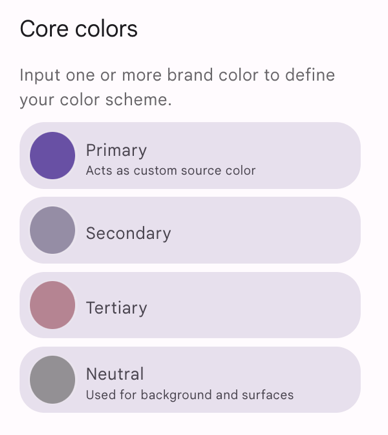 Core colors
Input one or more brand color to define
your color scheme.
Primary
Acts as custom source color
Secondary
Tertiary
Neutral
Used for background and surfaces